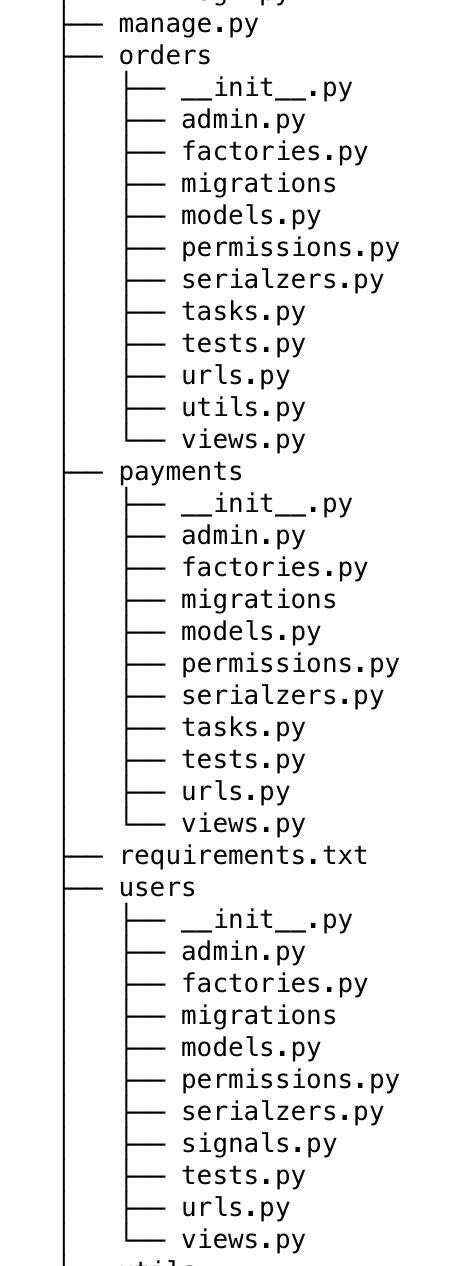 ├── manage.py
├── orders
│   ├── __init__.py
│   ├── admin.py
│   ├── factories.py
│   ├── migrations
│   ├── models.py
│   ├── permissions.py
│   ├── serialzers.py
│   ├── tasks.py
│   ├── tests.py
│   ├── urls.py
│   ├── utils.py
│   └── views.py
├── payments
│   ├── __init__.py
│   ├── admin.py
│   ├── factories.py
│   ├── migrations
│   ├── models.py
│   ├── permissions.py
│   ├── serialzers.py
│   ├── tasks.py
│   ├── tests.py
│   ├── urls.py
│   └── views.py
├── requirements.txt
├── users
│   ├── __init__.py
│   ├── admin.py
│   ├── factories.py
│   ├── migrations
│   ├── models.py
│   ├── permissions.py
│   ├── serialzers.py
│   ├── signals.py
│   ├── tests.py
│   ├── urls.py
│   └── views.py